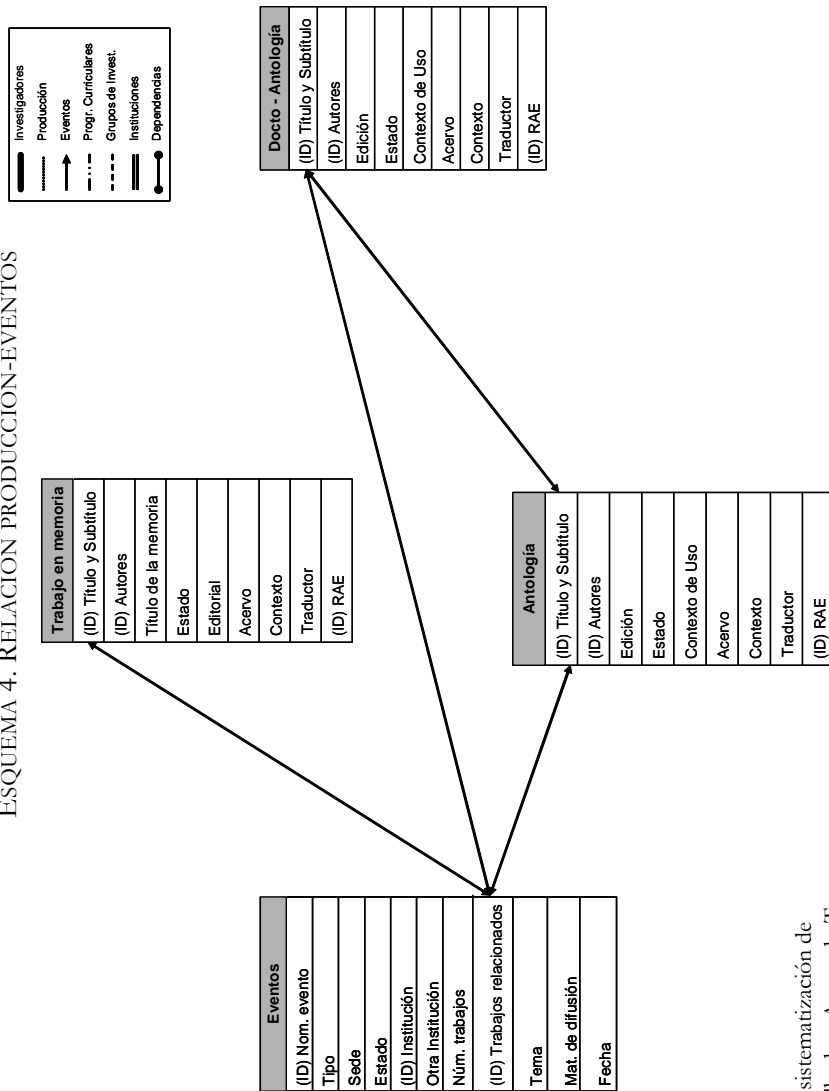 ESQUEMA 4. RELACION PRODUCCION-EVENTOS
Investigadores
Producción
Eventos
Progr. Curriculares
Grupos de Invest.
Instituciones
Dependencias
Eventos
(ID) Nom. evento
Tipo
Sede
Estado
(ID) Institución
Otra Institución
Núm. trabajos
(ID) Trabajos relacionados
Tema
Mat. de difusión
Fecha
Trabajo en memoria
(ID) Título y Subtítulo
(ID) Autores
Título de la memoria
Estado
Editorial
Acervo
Contexto
Traductor
(ID) RAE
Antología
(ID) Título y Subtítulo
(ID) Autores
Edición
Estado
Contexto de Uso
Acervo
Contexto
Traductor
(ID) RAE
Docto - Antología
(ID) Título y Subtítulo
(ID) Autores
Edición
Estado
Contexto de Uso
Acervo
Contexto
Traductor
(ID) RAE
sistematización de